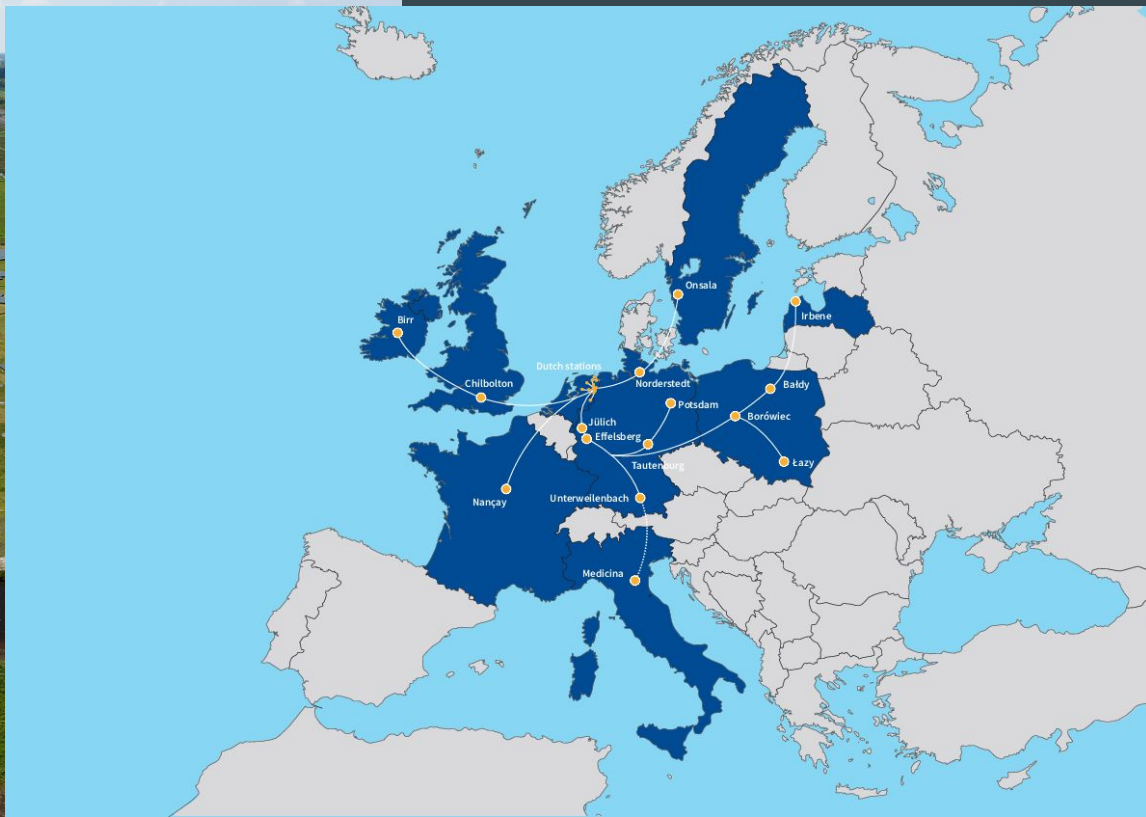 Onsala
Irbene
Birr
Dutch stations
Chilbolton
Norderstedt
Bałdy
Potsdam
Borówiec
Jülich
Effelsberg
Tautenburg
Łazy
Unterweilenbach
Nançay
Medicina